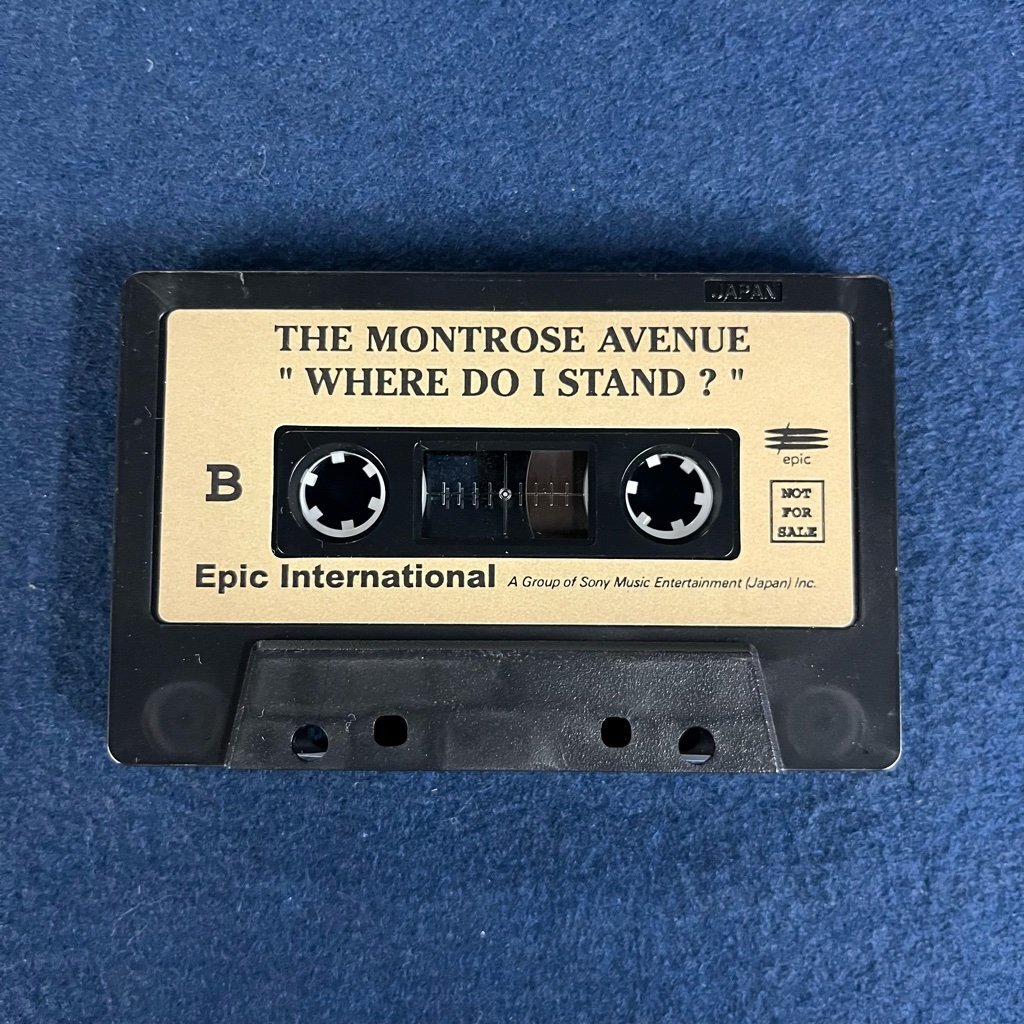 JAPAN
THE MONTROSE AVENUE
" WHERE DO I STAND ? "
B
epic
NOT
FOR
SALE
Epic International A Group of Sony Music Entertainment (Japan) Inc.